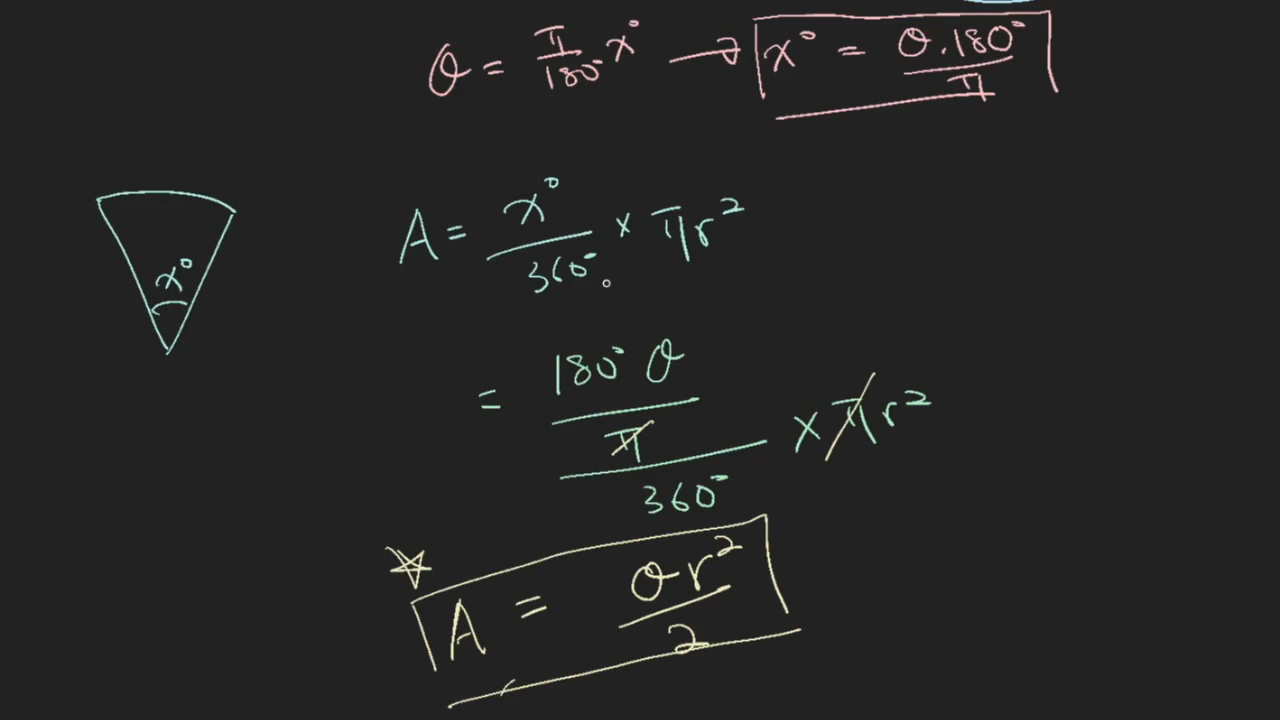 θ = π/180° x° → x° = θ.180°/π
x°
A = x°/360° × πr²
= 180° θ/π/360° × πr²
A = θr²/2